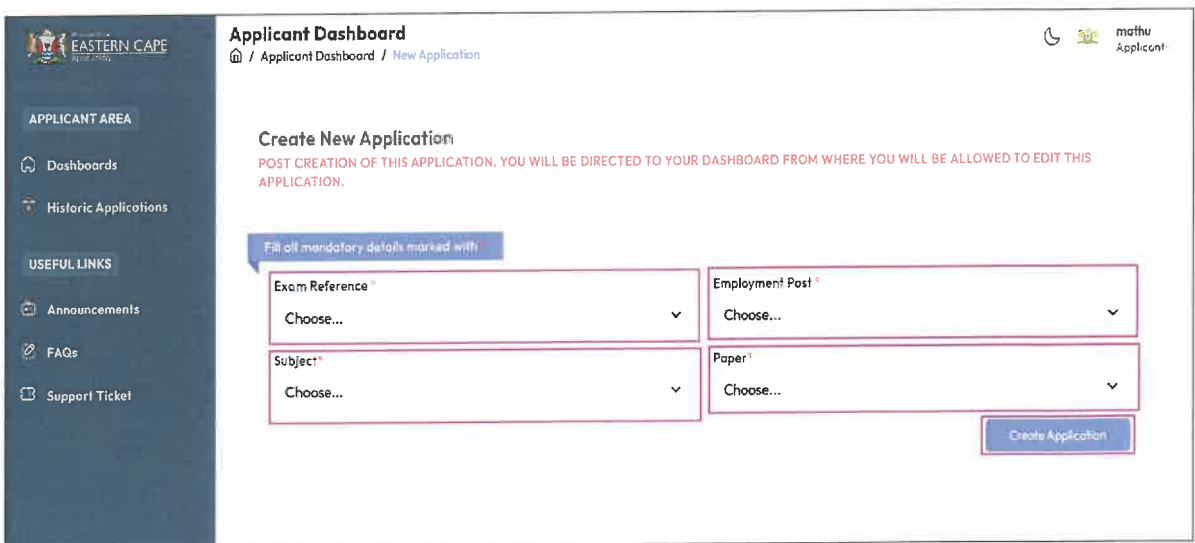 EASTERN CAPE
Applicant Dashboard
/ Applicant Dashboard / New Application
mathu
Applicant
APPLICANT AREA
Dashboards
Historic Applications
USEFUL LINKS
Announcements
FAQs
Support Ticket
Create New Application
POST CREATION OF THIS APPLICATION, YOU WILL BE DIRECTED TO YOUR DASHBOARD FROM WHERE YOU WILL BE ALLOWED TO EDIT THIS
APPLICATION.
Fill all mandatory details marked with *
Exam Reference *
Choose...
Employment Post *
Choose...
Subject*
Choose...
Paper*
Choose...
Create Application